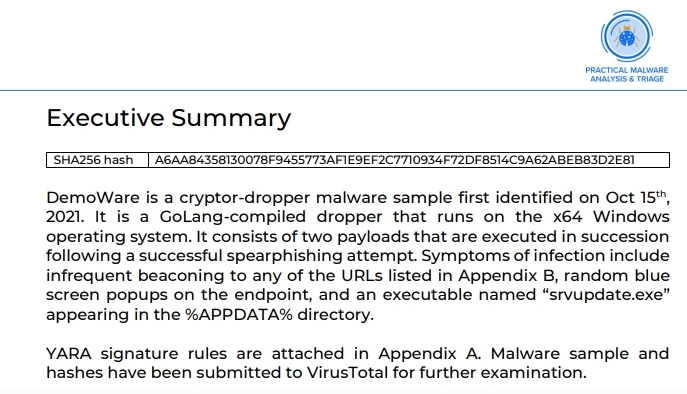 PRACTICAL MALWARE
ANALYSIS & TRIAGE
Executive Summary
SHA256 hash A6AA84358130078F9455773AF1E9EF2C7710934F72DF8514C9A62ABEB83D2E81
DemoWare is a cryptor-dropper malware sample first identified on Oct 15th,
2021. It is a GoLang-compiled dropper that runs on the x64 Windows
operating system. It consists of two payloads that are executed in succession
following a successful spearphishing attempt. Symptoms of infection include
infrequent beaconing to any of the URLs listed in Appendix B, random blue
screen popups on the endpoint, and an executable named “srvupdate.exe”
appearing in the %APPDATA% directory.
YARA signature rules are attached in Appendix A. Malware sample and
hashes have been submitted to VirusTotal for further examination.